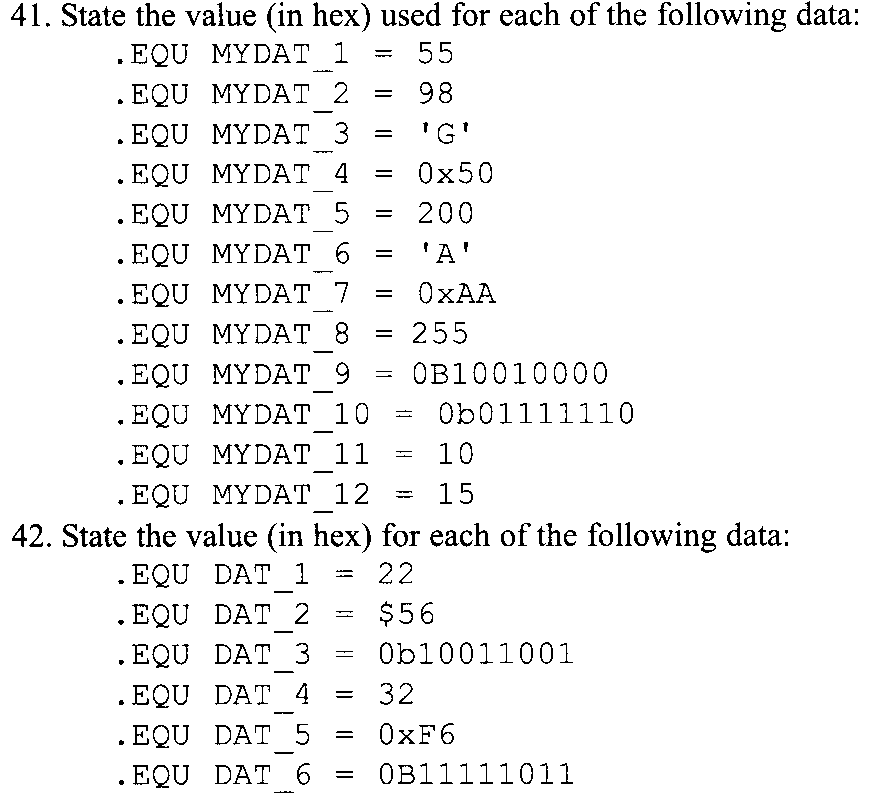 41. State the value (in hex) used for each of the following data:
.EQU MYDAT_1 = 55
.EQU MYDAT_2 = 98
.EQU MYDAT_3 = 'G'
.EQU MYDAT_4 = 0x50
.EQU MYDAT_5 = 200
.EQU MYDAT_6 = 'A'
.EQU MYDAT_7 = 0xAA
.EQU MYDAT_8 = 255
.EQU MYDAT_9 = 0B10010000
.EQU MYDAT_10 = 0b01111110
.EQU MYDAT_11 = 10
.EQU MYDAT_12 = 15
42. State the value (in hex) for each of the following data:
.EQU DAT_1 = 22
.EQU DAT_2 = $56
.EQU DAT_3 = 0b10011001
.EQU DAT_4 = 32
.EQU DAT_5 = 0xF6
.EQU DAT_6 = 0B11111011